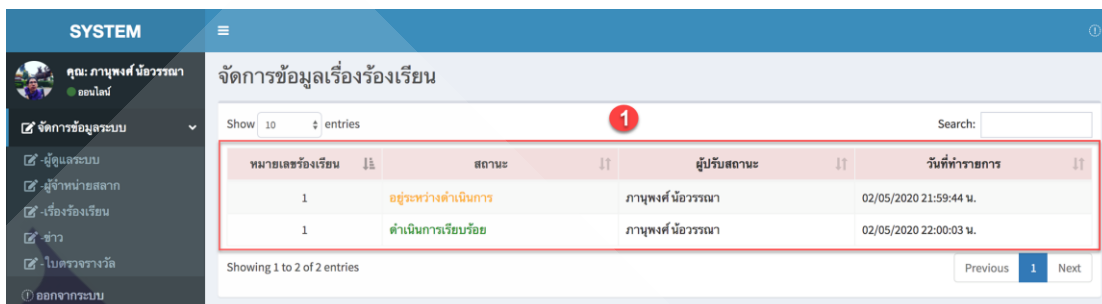 SYSTEM
คุณ: ภานุพงศ์ น้อวรรณา
ออนไลน์
จัดการข้อมูลระบบ
-ผู้ดูแลระบบ
-ผู้จำหน่ายสลาก
-เรื่องร้องเรียน
-ข่าว
-ใบตรวจรางวัล
ออกจากระบบ
จัดการข้อมูลเรื่องร้องเรียน
Show 10 entries
1
Search:
หมายเลขร้องเรียน สถานะ ผู้ปรับสถานะ วันที่ทำรายการ
1 อยู่ระหว่างดำเนินการ ภานุพงศ์ น้อวรรณา 02/05/2020 21:59:44 น.
1 ดำเนินการเรียบร้อย ภานุพงศ์ น้อวรรณา 02/05/2020 22:00:03 น.
Showing 1 to 2 of 2 entries
Previous 1 Next